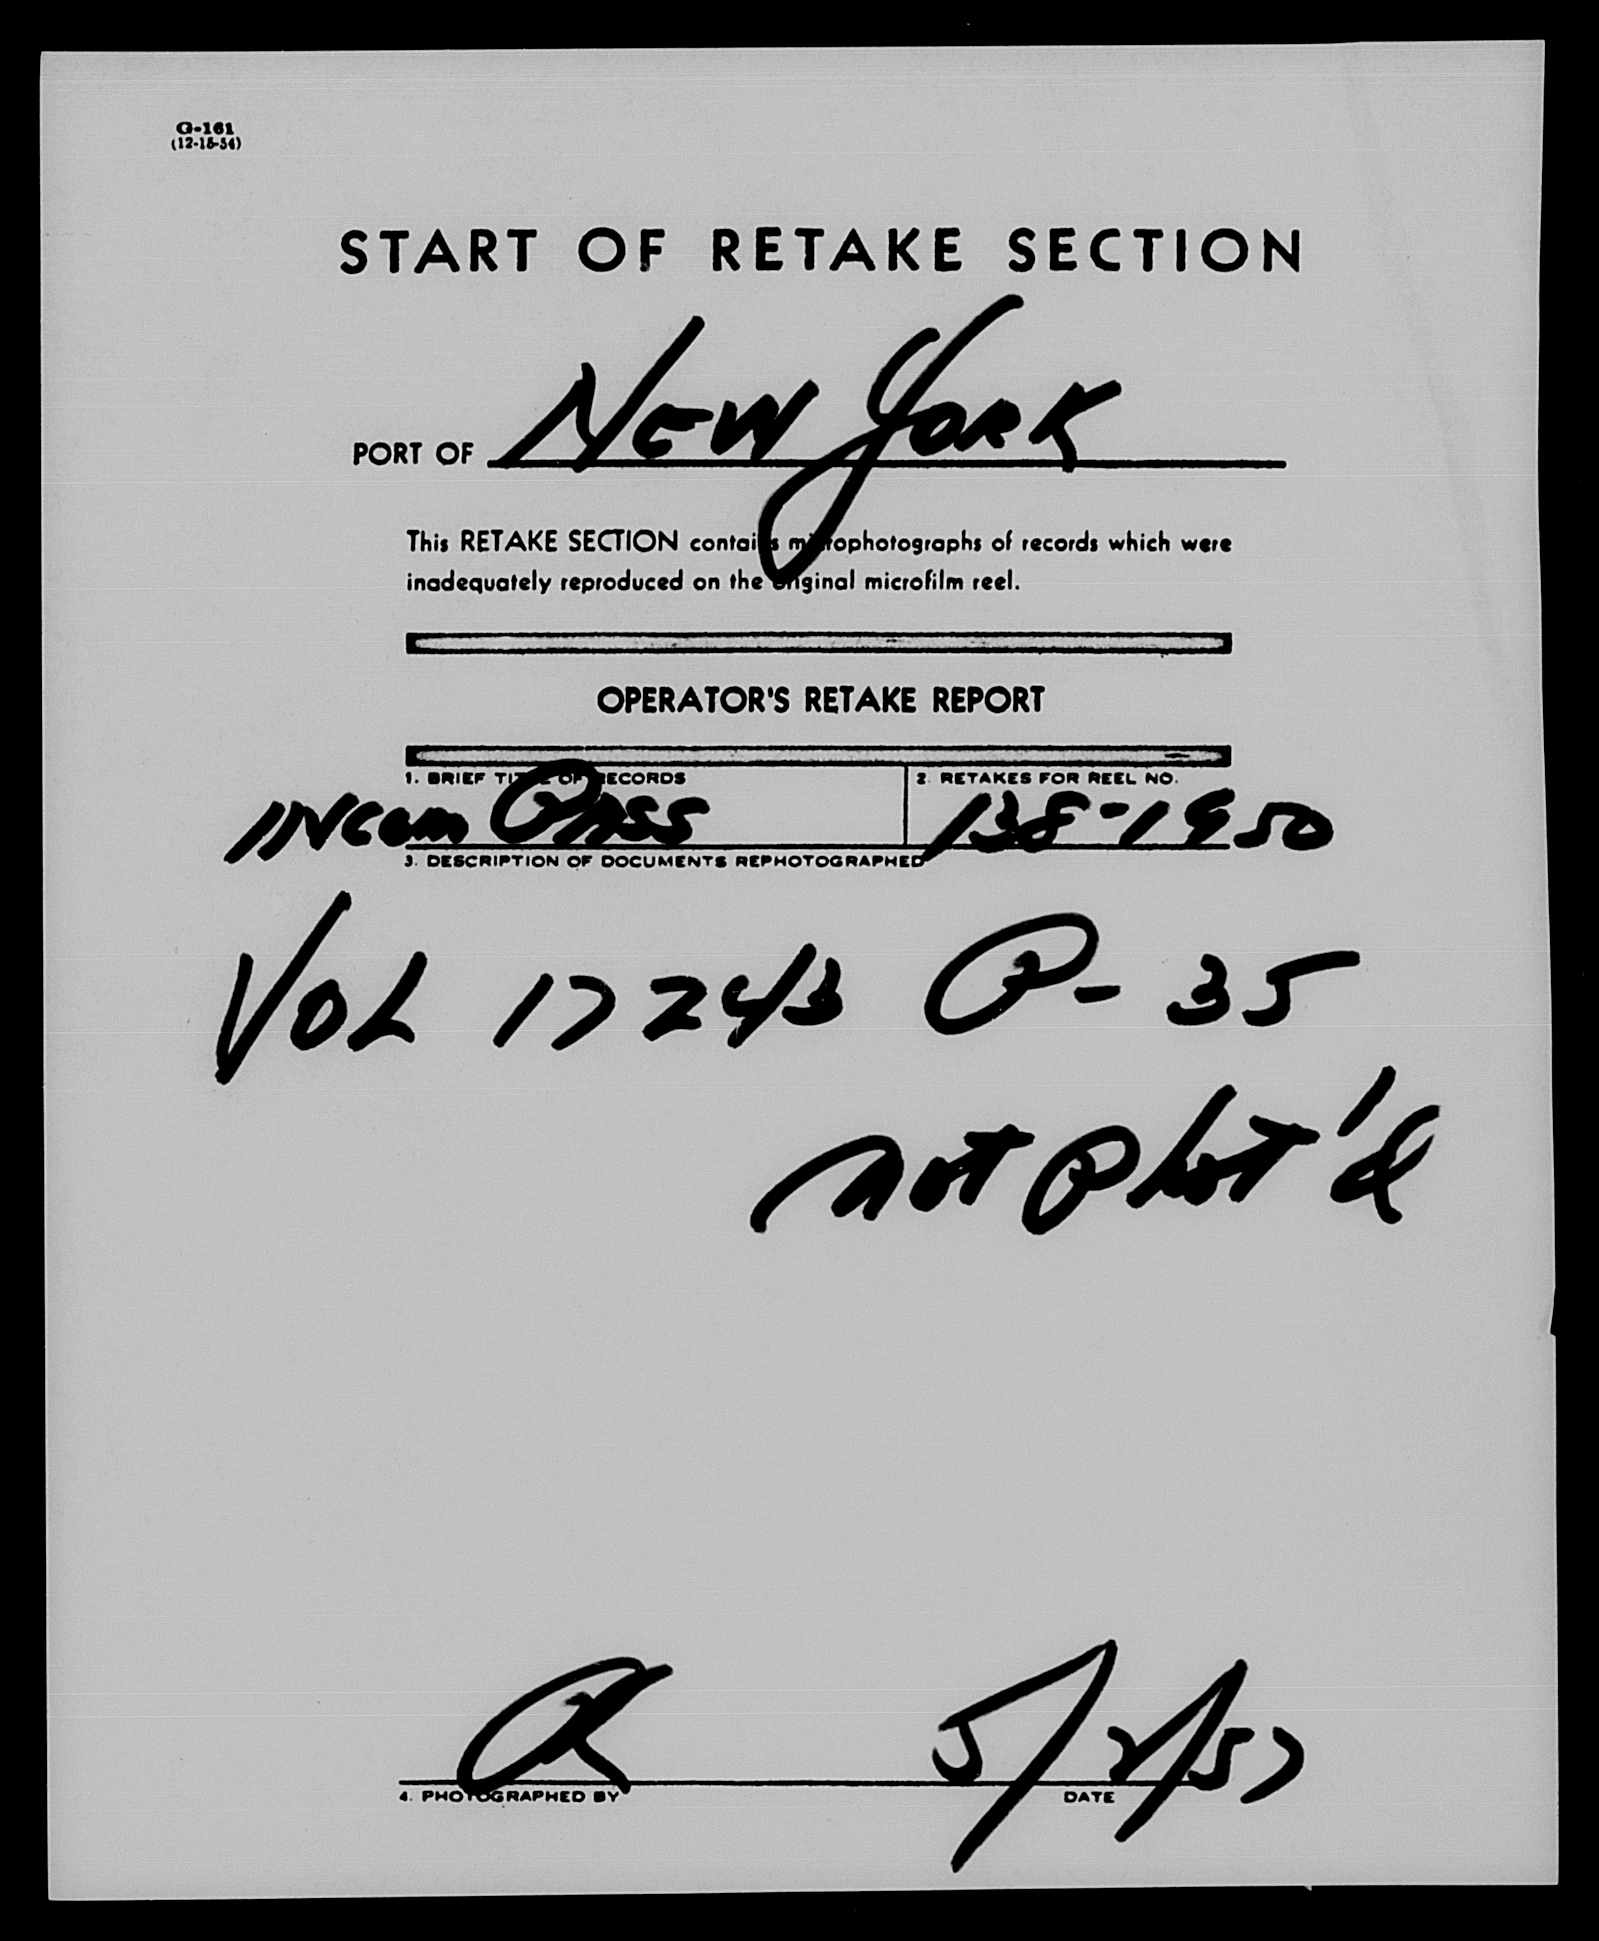 G-161
(12-15-54)
START OF RETAKE SECTION
PORT OF NEW YORK
This RETAKE SECTION contains microphotographs of records which were
inadequately reproduced on the original microfilm reel.
OPERATOR'S RETAKE REPORT
1. BRIEF TITLE OF RECORDS 2. RETAKES FOR REEL NO.
INCOM PASS 138-1950
3. DESCRIPTION OF DOCUMENTS REPHOTOGRAPHED
VOL 17243 P-35
not Phot'd
5/2/57
4. PHOTOGRAPHED BY DATE